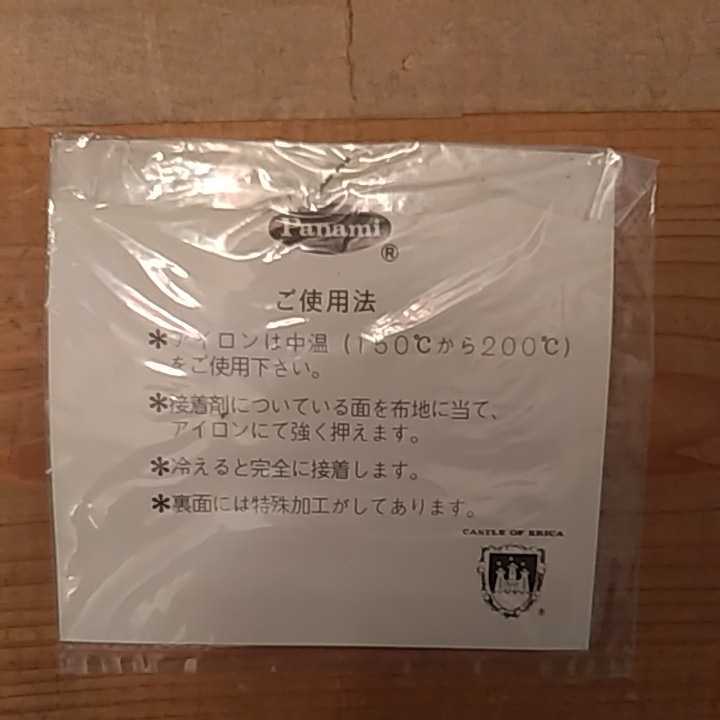 Panami
®
ご使用法
＊アイロンは中温（150℃から200℃）
をご使用下さい。
＊接着剤についている面を布地に当て、
アイロンにて強く押えます。
＊冷えると完全に接着します。
＊裏面には特殊加工がしてあります。
CASTLE OF ERICA
®